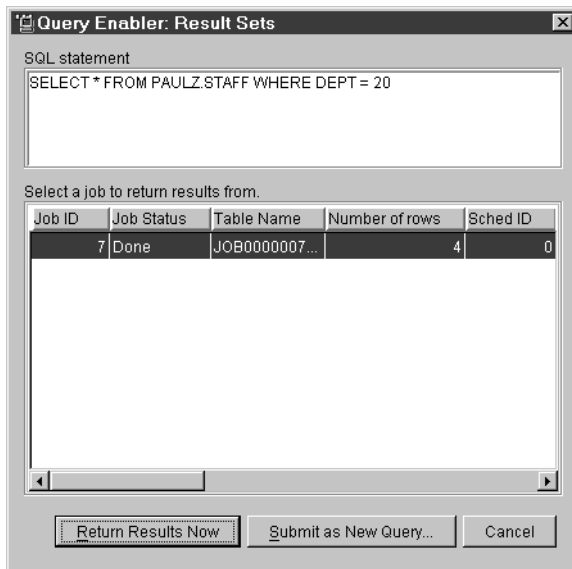 Query Enabler: Result Sets
SQL statement
SELECT * FROM PAULZ.STAFF WHERE DEPT = 20
Select a job to return results from.
Job ID Job Status Table Name Number of rows Sched ID
7 Done JOB0000007... 4 0
Return Results Now Submit as New Query... Cancel